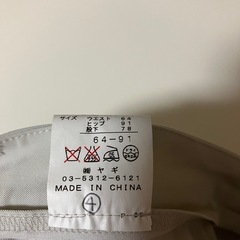 サイズ ウエスト 64
ヒップ 91
股下 78
64-91
㈱ヤギ
03-5312-6121
MADE IN CHINA
4